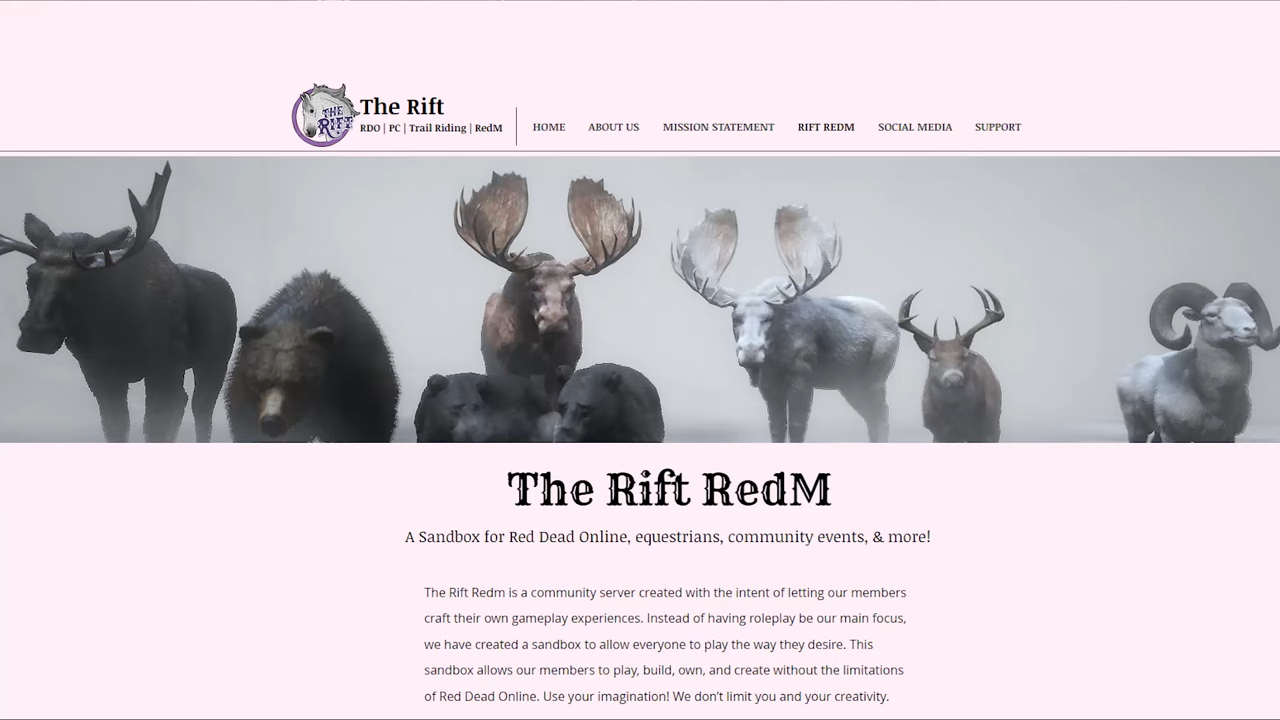 THE
RIFT
The Rift
RDO | PC | Trail Riding | RedM
HOME
ABOUT US
MISSION STATEMENT
RIFT REDM
SOCIAL MEDIA
SUPPORT
The Rift RedM
A Sandbox for Red Dead Online, equestrians, community events, & more!
The Rift Redm is a community server created with the intent of letting our members
craft their own gameplay experiences. Instead of having roleplay be our main focus,
we have created a sandbox to allow everyone to play the way they desire. This
sandbox allows our members to play, build, own, and create without the limitations
of Red Dead Online. Use your imagination! We don’t limit you and your creativity.